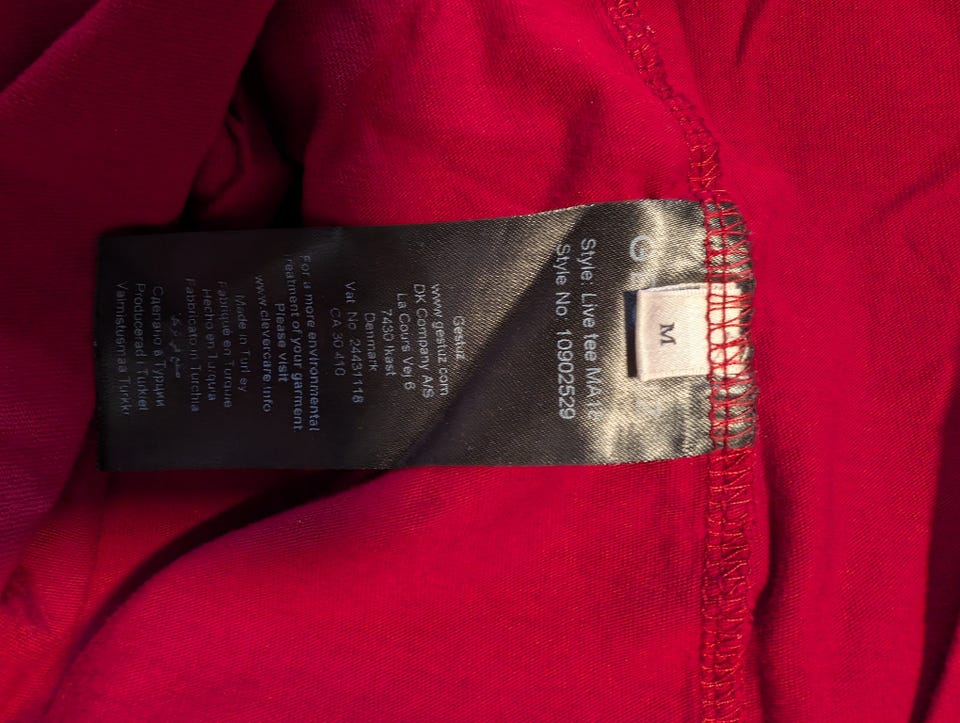 M
Style: Live tee MA16
Style No 10902529
Gestuz
www.gestuz.com
DK Company A/S
La Cours Vej 6
7430 Ikast
Denmark
Vat No 24431118
CA 30 410
For a more environmental
treatment of your garment
Please visit
www.clevercare.info
Made in Turkey
Fabriqué en Turquie
Hecho en Turquía
Fabricato in Turchia
Сделано в Турции
Producerad i Turkiet
Valmistusmaa Turkki